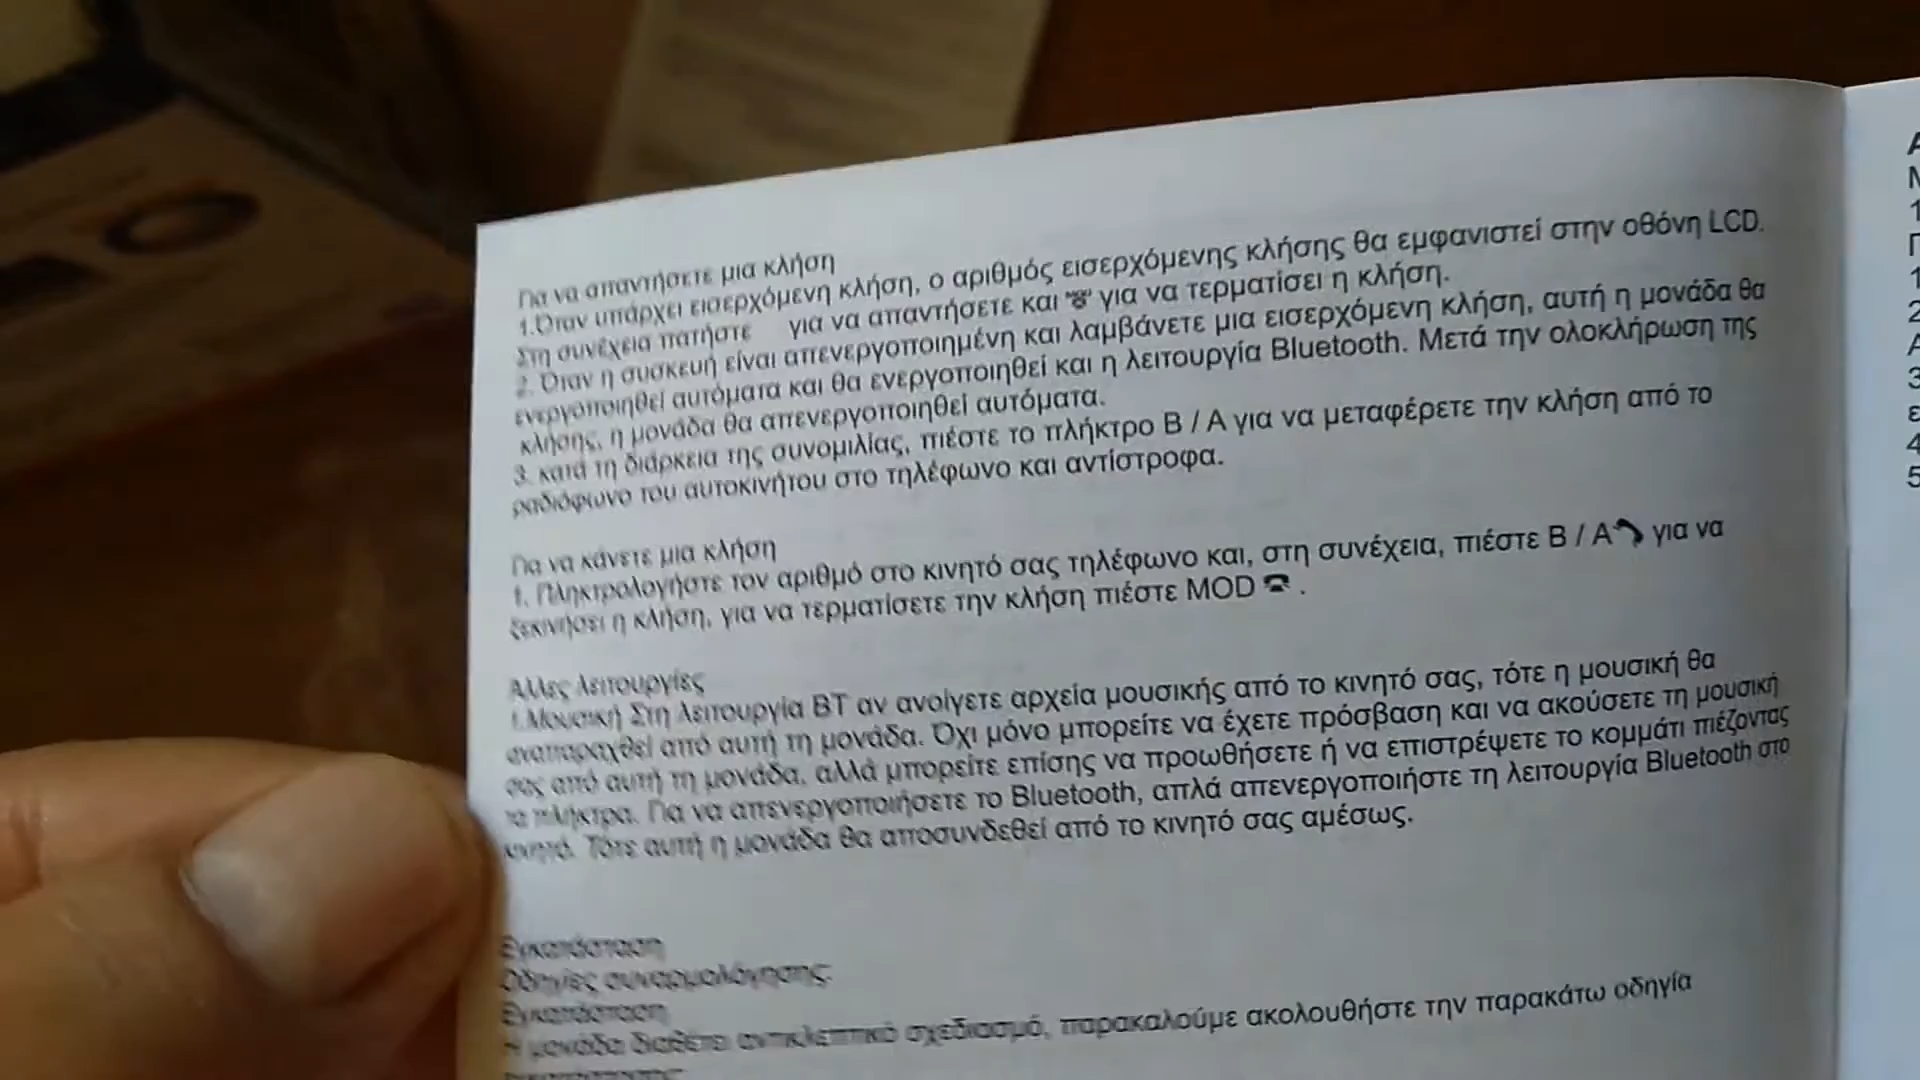 Για να απαντήσετε μια κλήση
1.Όταν υπάρχει εισερχόμενη κλήση, ο αριθμός εισερχόμενης κλήσης θα εμφανιστεί στην οθόνη LCD.
Στη συνέχεια πατήστε για να απαντήσετε και ☎ για να τερματίσει η κλήση.
2. Όταν η συσκευή είναι απενεργοποιημένη και λαμβάνετε μια εισερχόμενη κλήση, αυτή η μονάδα θα
ενεργοποιηθεί αυτόματα και θα ενεργοποιηθεί και η λειτουργία Bluetooth. Μετά την ολοκλήρωση της
κλήσης, η μονάδα θα απενεργοποιηθεί αυτόματα.
3. κατά τη διάρκεια της συνομιλίας, πιέστε το πλήκτρο B / A για να μεταφέρετε την κλήση από το
ραδιόφωνο του αυτοκινήτου στο τηλέφωνο και αντίστροφα.
Για να κάνετε μια κλήση
1. Πληκτρολογήστε τον αριθμό στο κινητό σας τηλέφωνο και, στη συνέχεια, πιέστε B / A για να
ξεκινήσει η κλήση, για να τερματίσετε την κλήση πιέστε MOD ☎ .
Άλλες λειτουργίες
1.Μουσική Στη λειτουργία BT αν ανοίγετε αρχεία μουσικής από το κινητό σας, τότε η μουσική θα
αναπαραχθεί από αυτή τη μονάδα. Όχι μόνο μπορείτε να έχετε πρόσβαση και να ακούσετε τη μουσική
σας από αυτή τη μονάδα, αλλά μπορείτε επίσης να προωθήσετε ή να επιστρέψετε το κομμάτι πιέζοντας
τα πλήκτρα. Για να απενεργοποιήσετε το Bluetooth, απλά απενεργοποιήστε τη λειτουργία Bluetooth στο
κινητό. Τότε αυτή η μονάδα θα αποσυνδεθεί από το κινητό σας αμέσως.
Εγκατάσταση
Οδηγίες συναρμολόγησης:
Εγκατάσταση
Η μονάδα διαθέτει αντικλεπτικό σχεδιασμό, παρακαλούμε ακολουθήστε την παρακάτω οδηγία